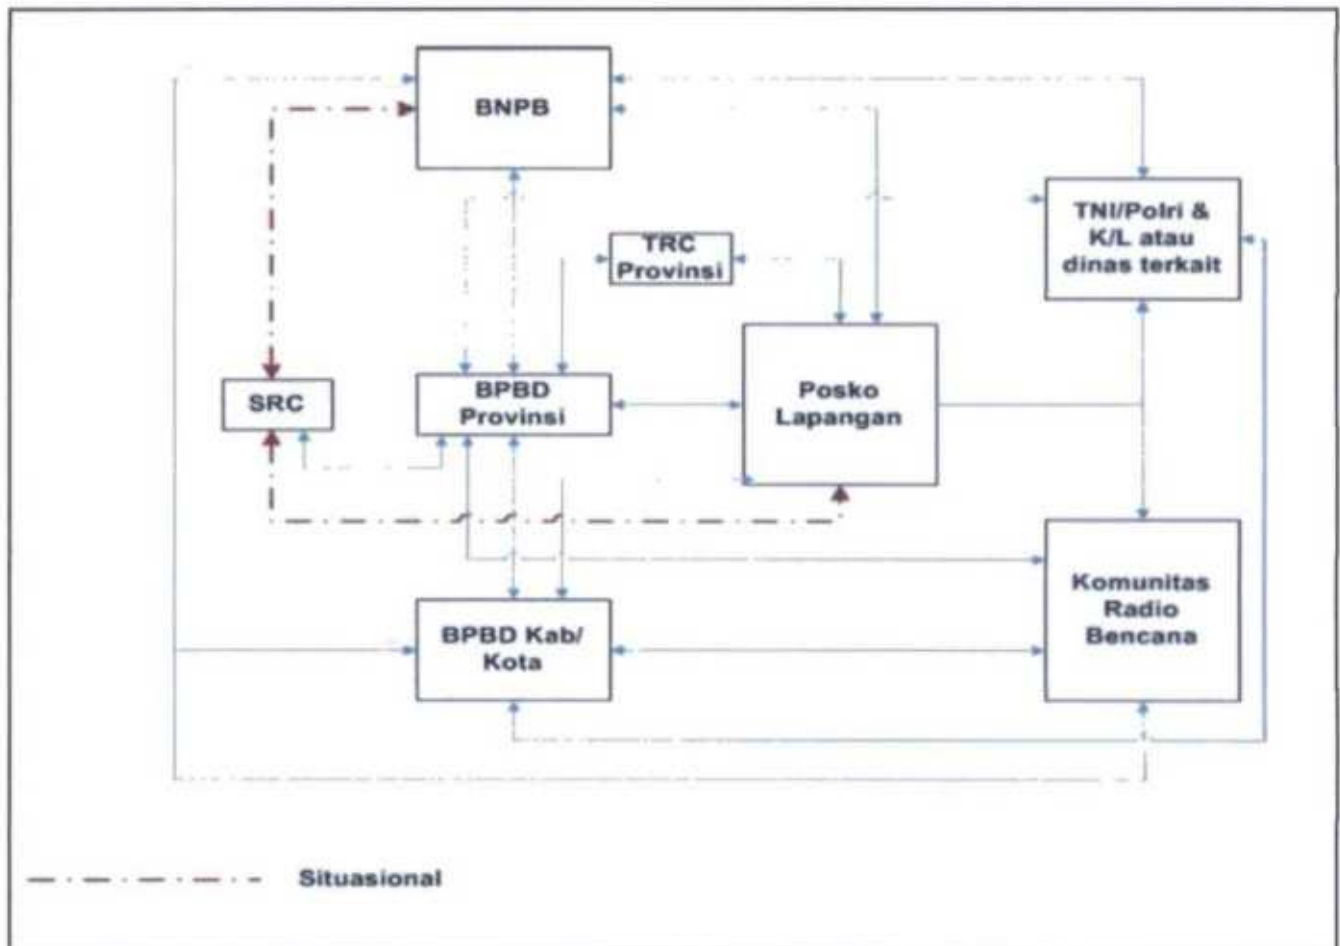 BNPB
TNI/Polri &
K/L atau
dinas terkait
TRC
Provinsi
SRC
BPBD
Provinsi
Posko
Lapangan
BPBD Kab/
Kota
Komunitas
Radio
Bencana
Situasional